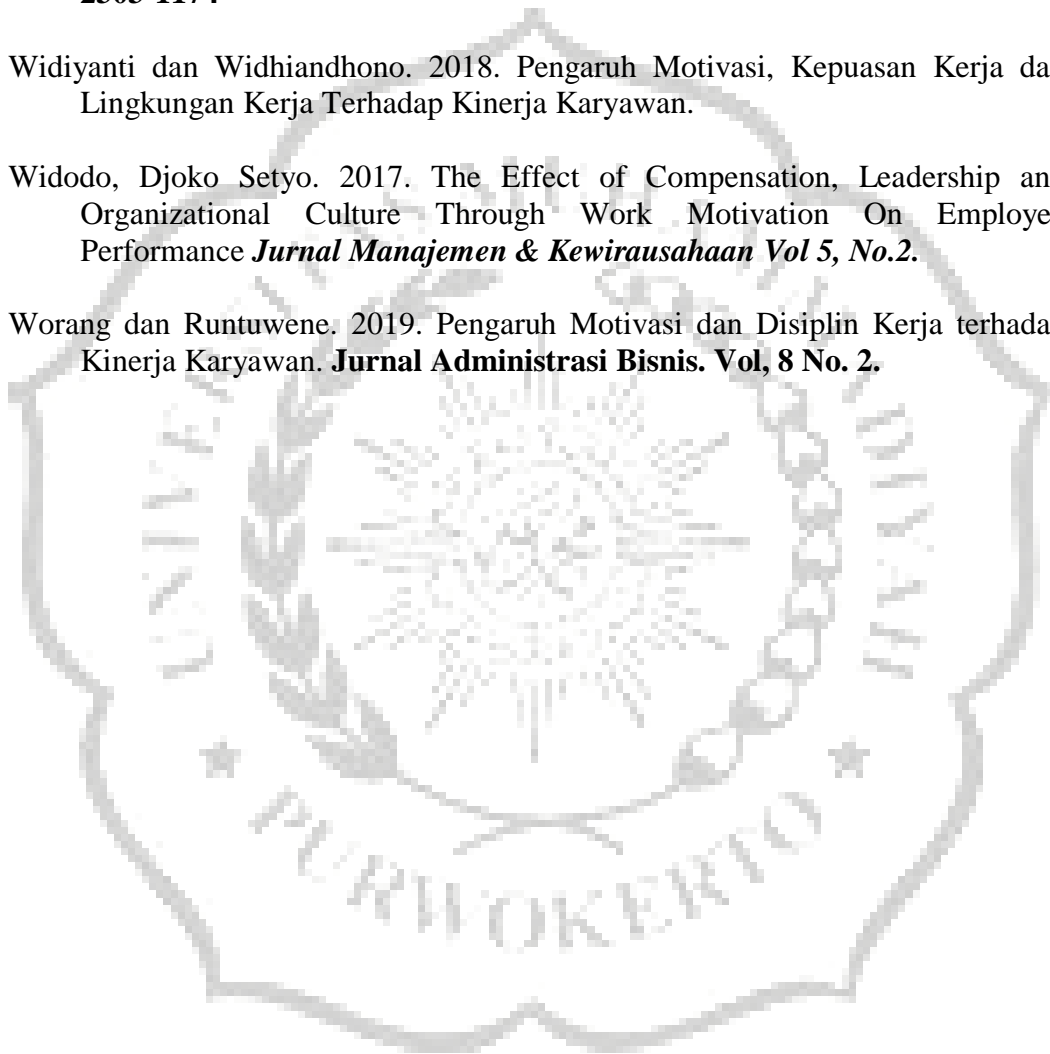 2303-1174
Widiyanti dan Widhiandhono. 2018. Pengaruh Motivasi, Kepuasan Kerja da
Lingkungan Kerja Terhadap Kinerja Karyawan.
Widodo, Djoko Setyo. 2017. The Effect of Compensation, Leadership an
Organizational Culture Through Work Motivation On Employe
Performance Jurnal Manajemen & Kewirausahaan Vol 5, No.2.
Worang dan Runtuwene. 2019. Pengaruh Motivasi dan Disiplin Kerja terhada
Kinerja Karyawan. Jurnal Administrasi Bisnis. Vol, 8 No. 2.
PURWOKERTO